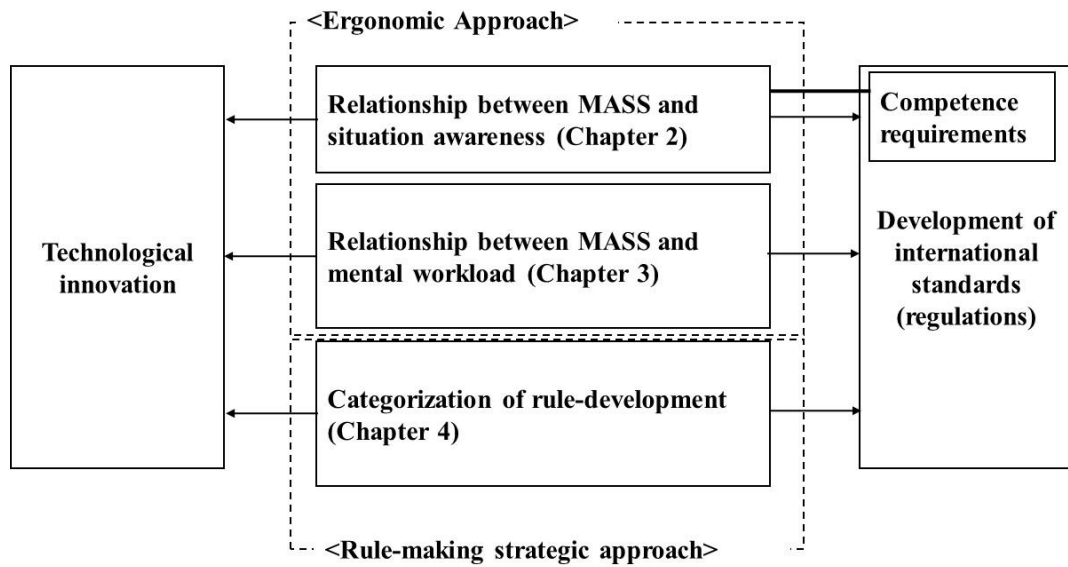 <Ergonomic Approach>
Relationship between MASS and
situation awareness (Chapter 2)
Competence
requirements
Technological
innovation
Relationship between MASS and
mental workload (Chapter 3)
Development of
international
standards
(regulations)
Categorization of rule-development
(Chapter 4)
<Rule-making strategic approach>